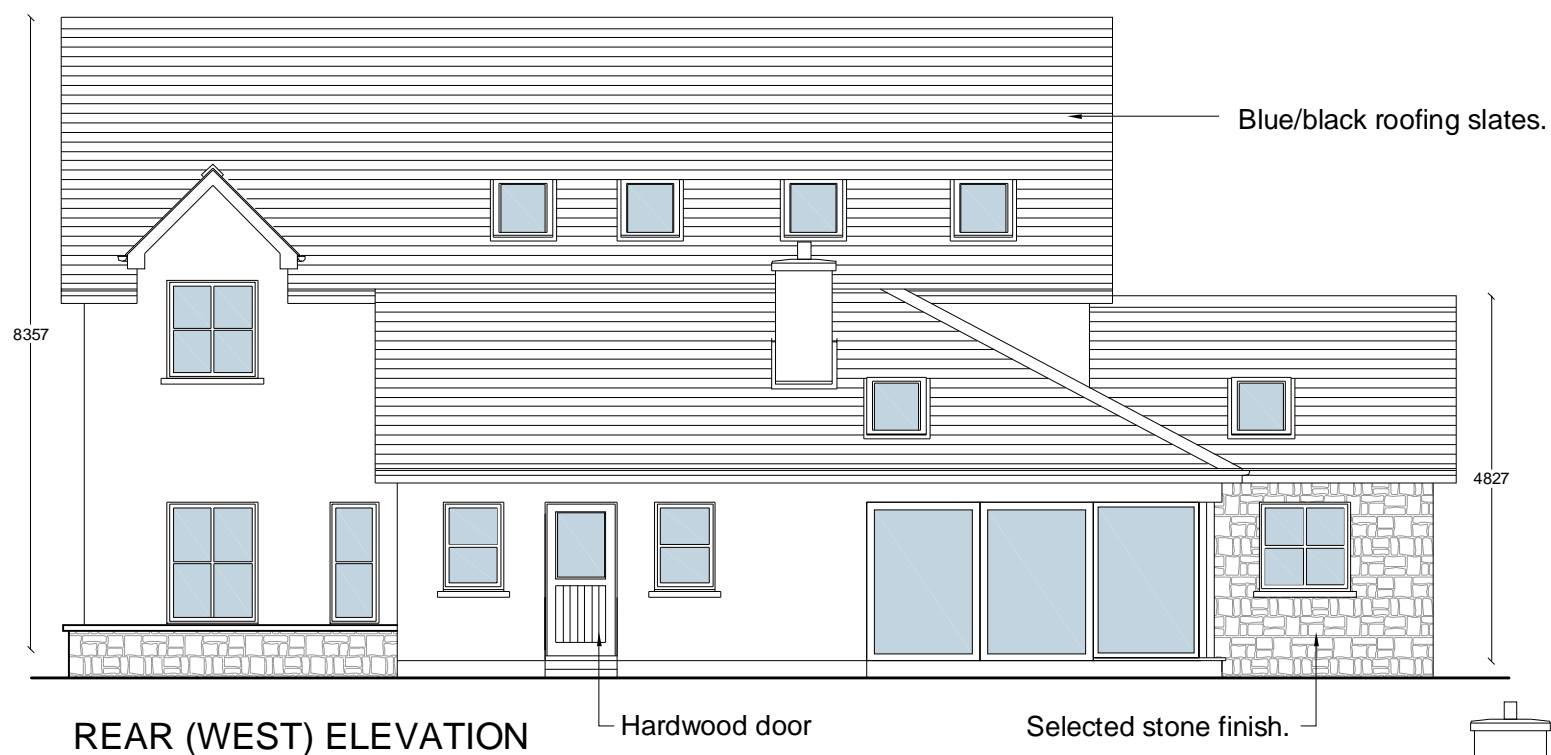 Blue/black roofing slates.
8357
4827
Hardwood door
Selected stone finish.
REAR (WEST) ELEVATION